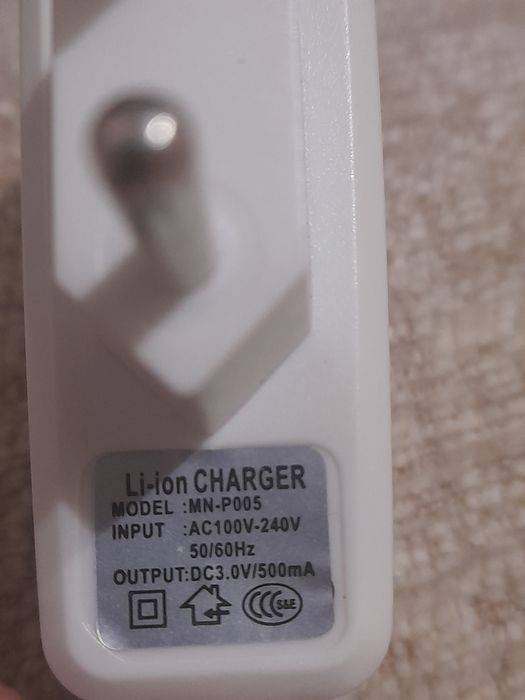 Li-ion CHARGER
MODEL :MN-P005
INPUT :AC100V-240V
50/60Hz
OUTPUT:DC3.0V/500mA
S&E